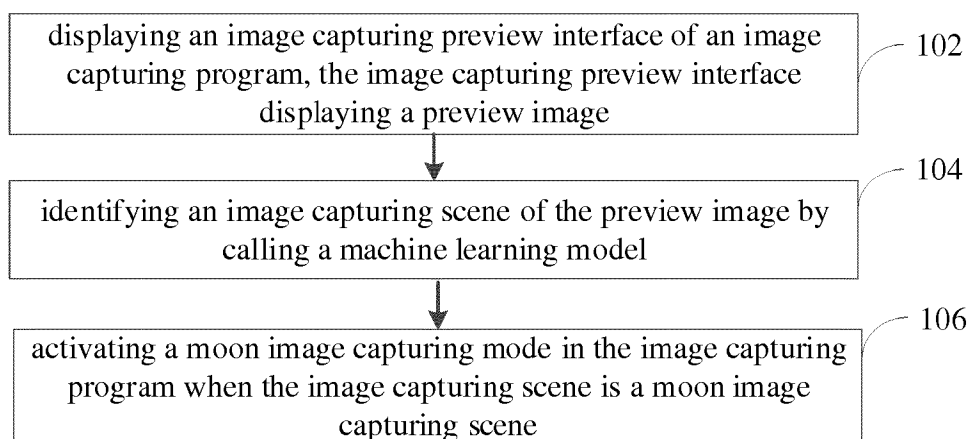 displaying an image capturing preview interface of an image
capturing program, the image capturing preview interface
displaying a preview image
102
identifying an image capturing scene of the preview image by
calling a machine learning model
104
activating a moon image capturing mode in the image capturing
program when the image capturing scene is a moon image
capturing scene
106